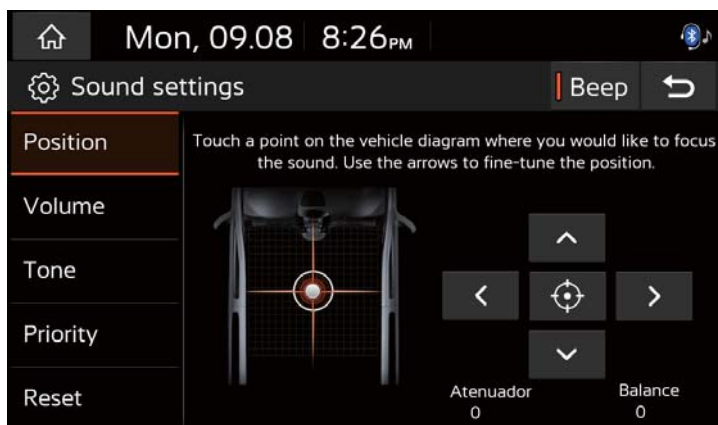 Mon, 09.08 8:26PM
Sound settings Beep
Position
Touch a point on the vehicle diagram where you would like to focus
the sound. Use the arrows to fine-tune the position.
Volume
Tone
Priority
Reset
Atenuador Balance
0 0